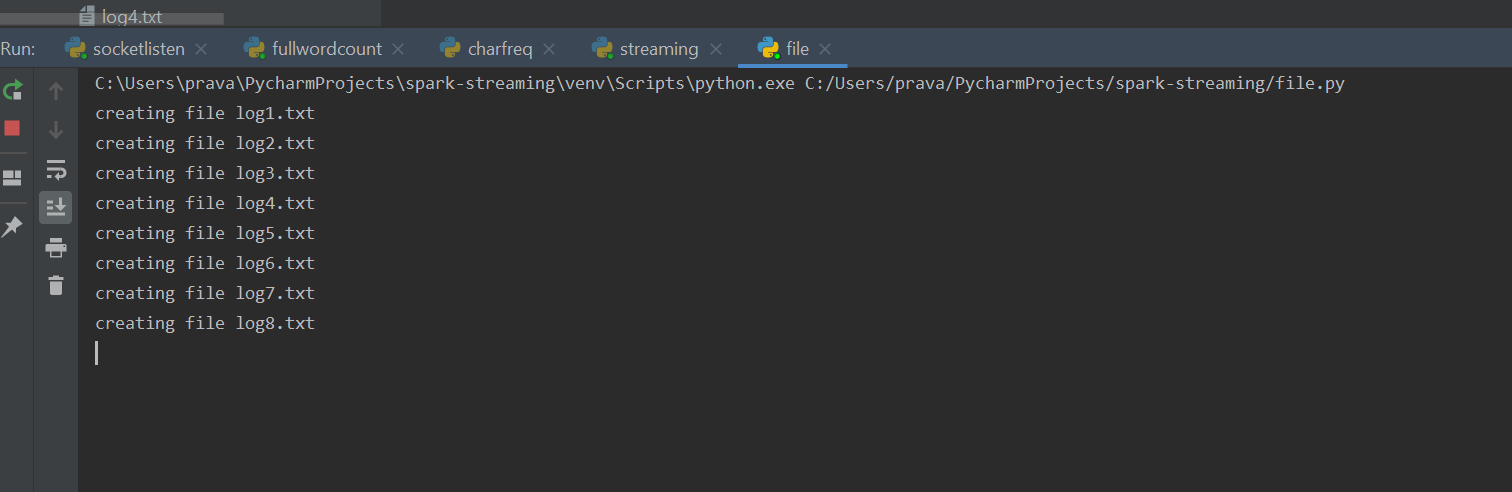 log4.txt
Run: socketlisten fullwordcount charfreq streaming file
C:\Users\prava\PycharmProjects\spark-streaming\venv\Scripts\python.exe C:/Users/prava/PycharmProjects/spark-streaming/file.py
creating file log1.txt
creating file log2.txt
creating file log3.txt
creating file log4.txt
creating file log5.txt
creating file log6.txt
creating file log7.txt
creating file log8.txt